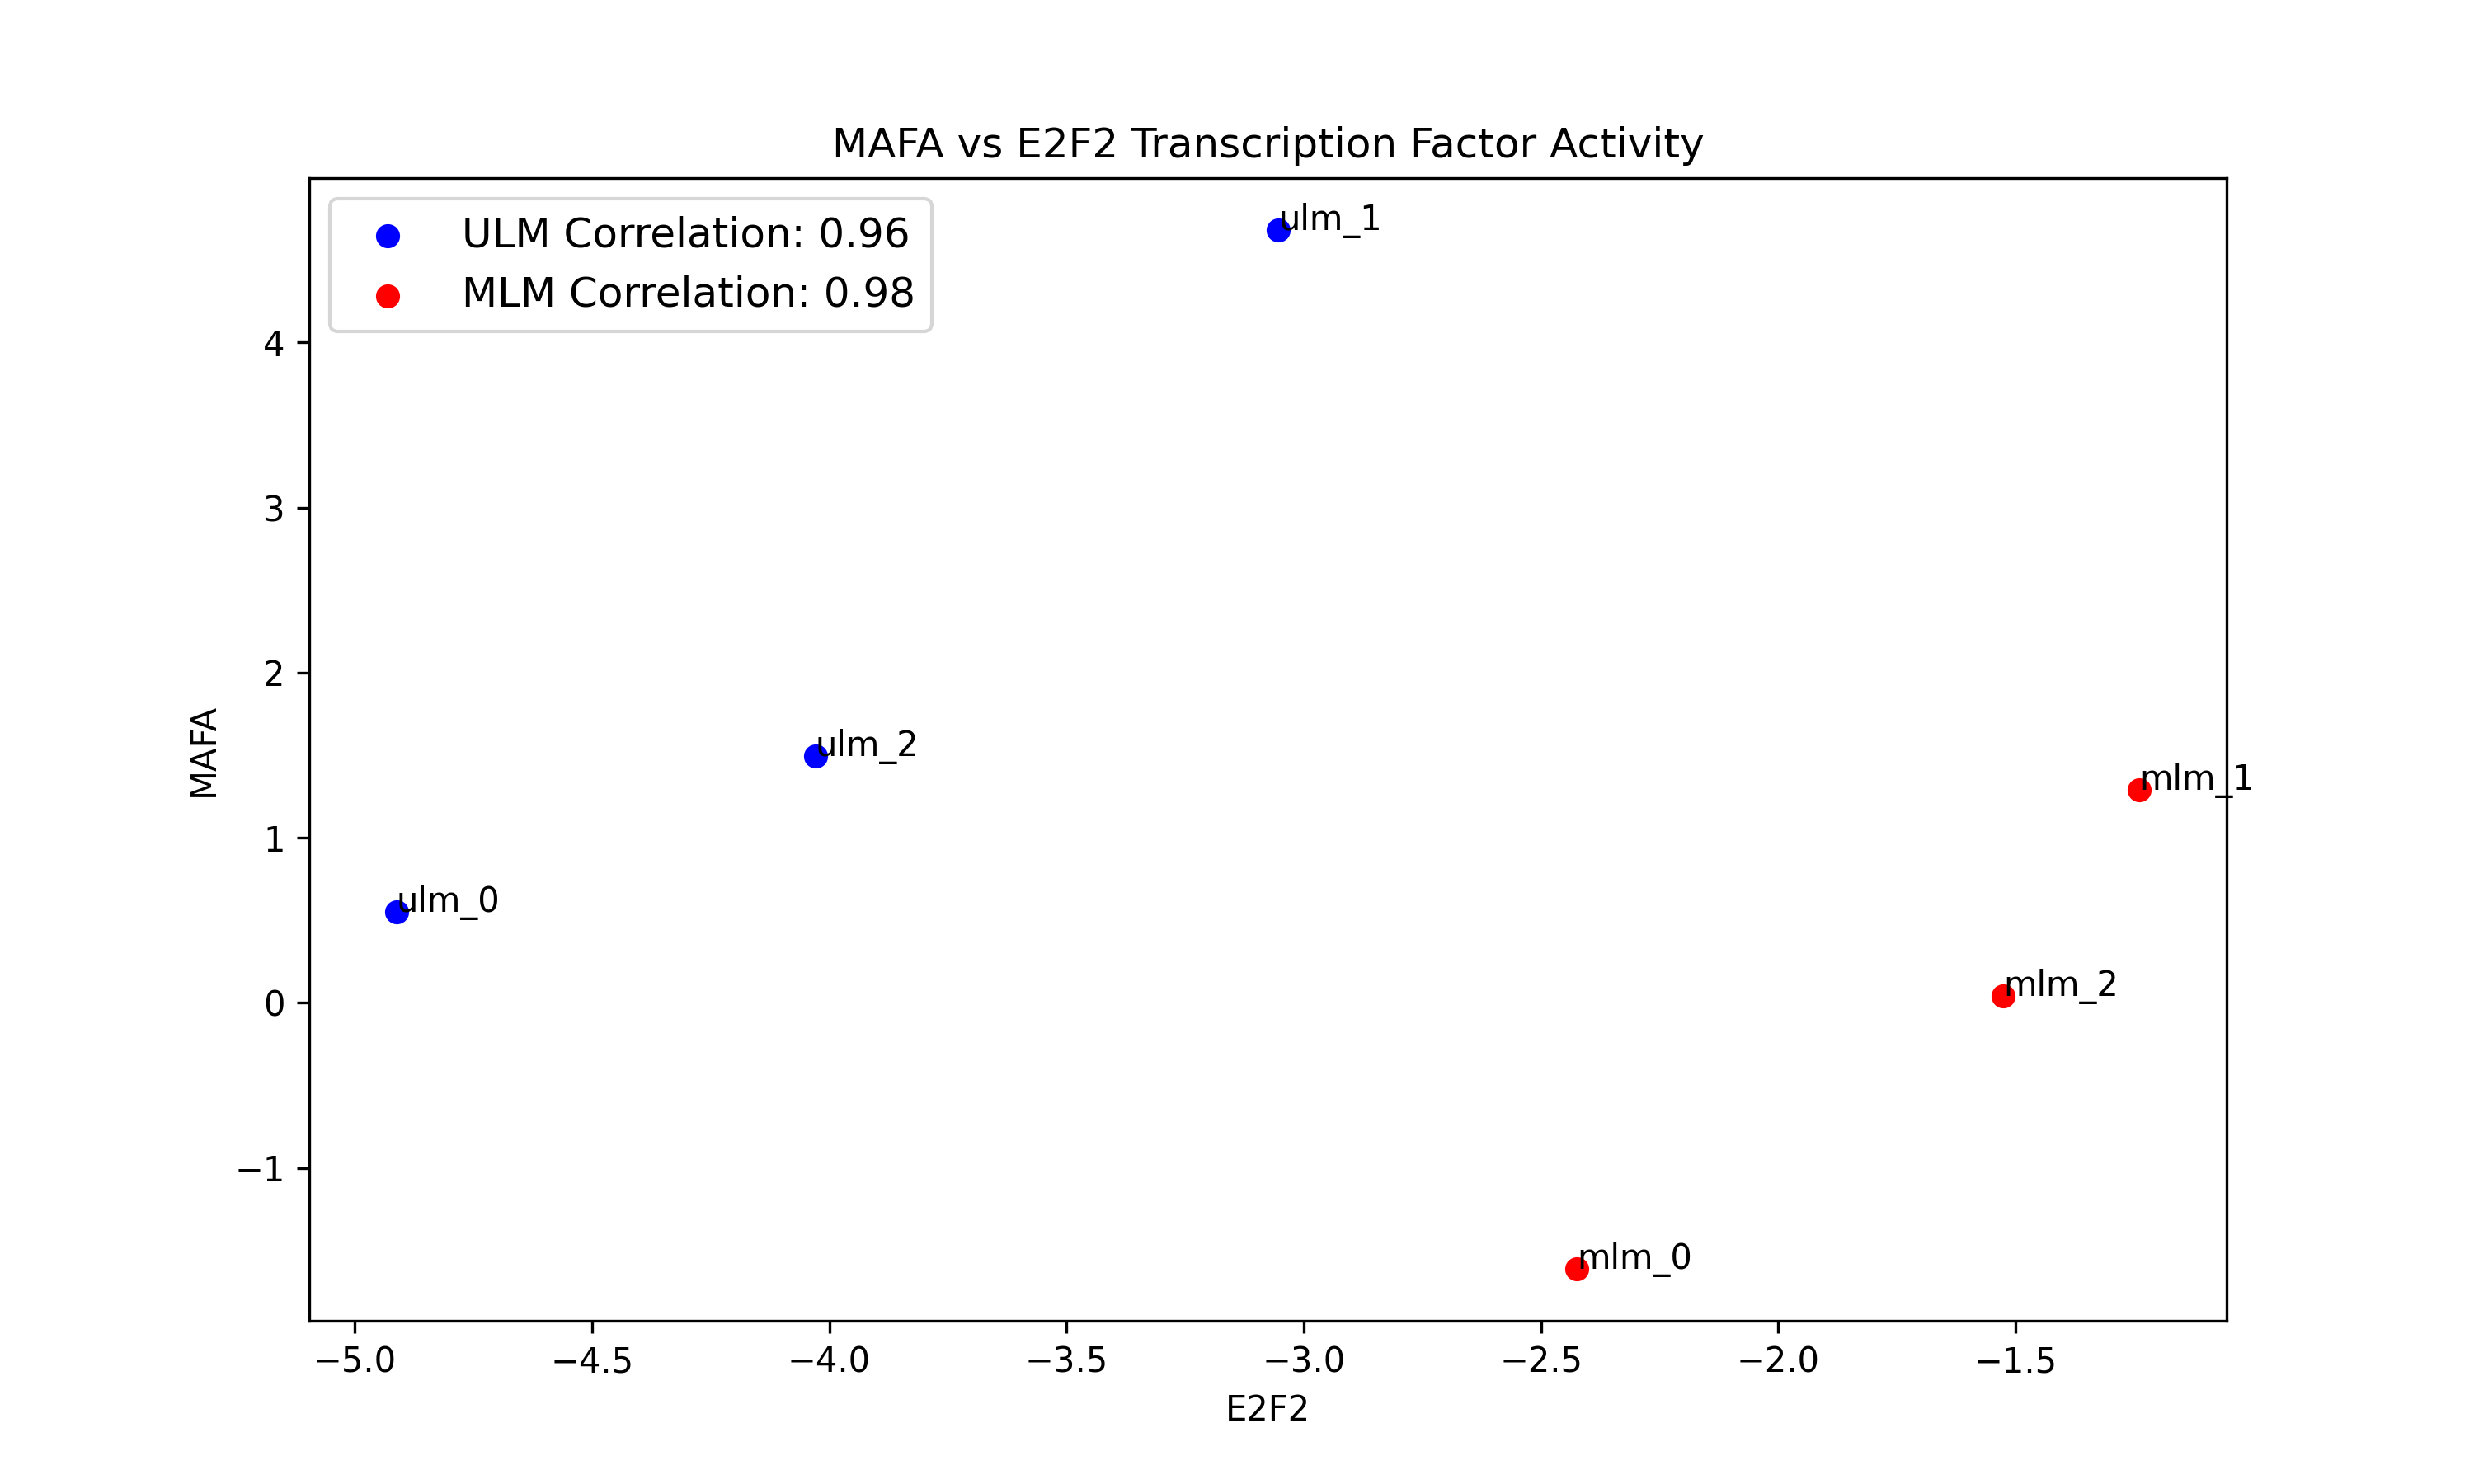 MAFA vs E2F2 Transcription Factor Activity
ULM Correlation: 0.96
MLM Correlation: 0.98
ulm_1
4
3
2
ulm_2
MAFA
mlm_1
1
ulm_0
mlm_2
0
mlm_0
−1
−5.0 −4.5 −4.0 −3.5 −3.0 −2.5 −2.0 −1.5
E2F2